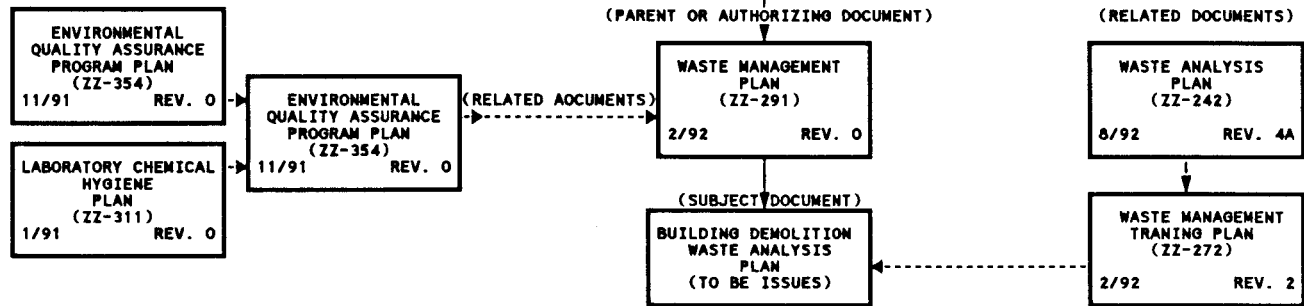 (PARENT OR AUTHORIZING DOCUMENT)
(RELATED DOCUMENTS)
ENVIRONMENTAL
QUALITY ASSURANCE
PROGRAM PLAN
(ZZ-354)
11/91 REV. 0
ENVIRONMENTAL
QUALITY ASSURANCE
PROGRAM PLAN
(ZZ-354)
11/91 REV. 0
(RELATED AOCUMENTS)
WASTE MANAGEMENT
PLAN
(ZZ-291)
2/92 REV. 0
WASTE ANALYSIS
PLAN
(ZZ-242)
8/92 REV. 4A
LABORATORY CHEMICAL
HYGIENE
PLAN
(ZZ-311)
1/91 REV. 0
(SUBJECT DOCUMENT)
BUILDING DEMOLITION
WASTE ANALYSIS
PLAN
(TO BE ISSUES)
WASTE MANAGEMENT
TRANING PLAN
(ZZ-272)
2/92 REV. 2